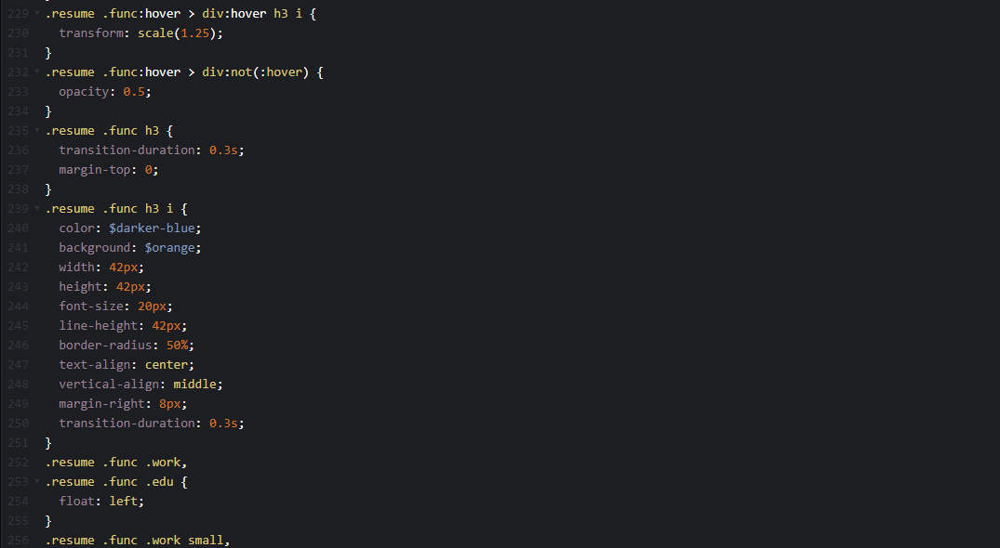 229 .resume .func:hover > div:hover h3 i {
230 transform: scale(1.25);
231 }
232 .resume .func:hover > div:not(:hover) {
233 opacity: 0.5;
234 }
235 .resume .func h3 {
236 transition-duration: 0.3s;
237 margin-top: 0;
238 }
239 .resume .func h3 i {
240 color: $darker-blue;
241 background: $orange;
242 width: 42px;
243 height: 42px;
244 font-size: 20px;
245 line-height: 42px;
246 border-radius: 50%;
247 text-align: center;
248 vertical-align: middle;
249 margin-right: 8px;
250 transition-duration: 0.3s;
251 }
252 .resume .func .work,
253 .resume .func .edu {
254 float: left;
255 }
256 .resume .func .work small,